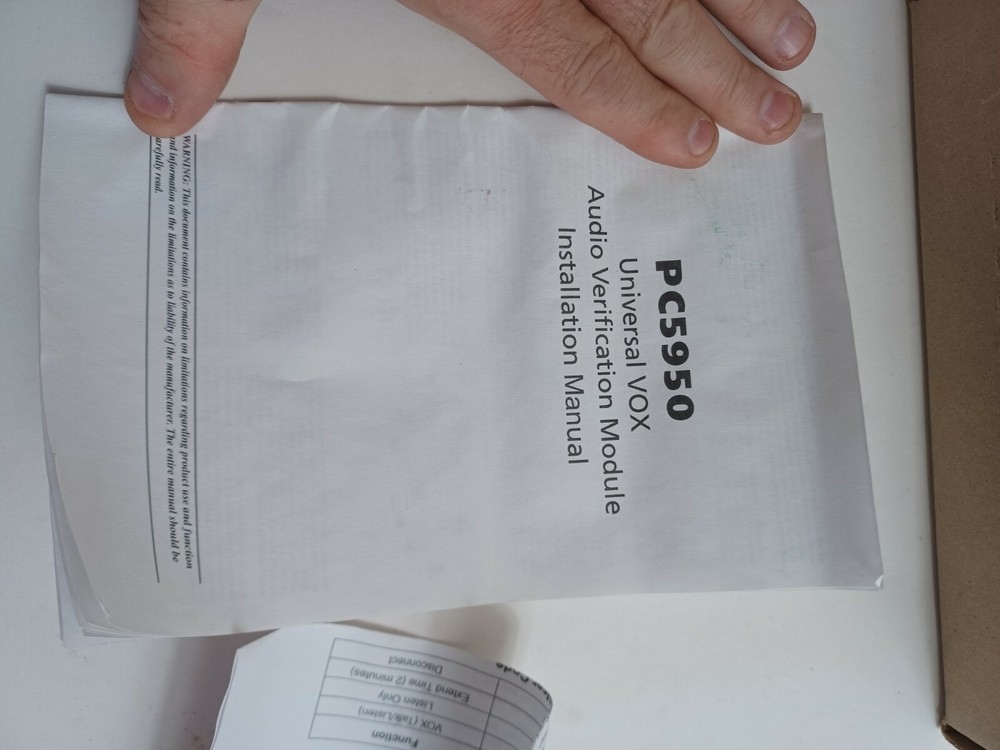 PC5950
Universal VOX
Audio Verification Module
Installation Manual
WARNING: This document contains information on limitations regarding product use and function
and information on the limitations as to liability of the manufacturer. The entire manual should be
carefully read.
Function
VOX (Talk/Listen)
Listen Only
Extend Time (2 minutes)
Disconnect
Code